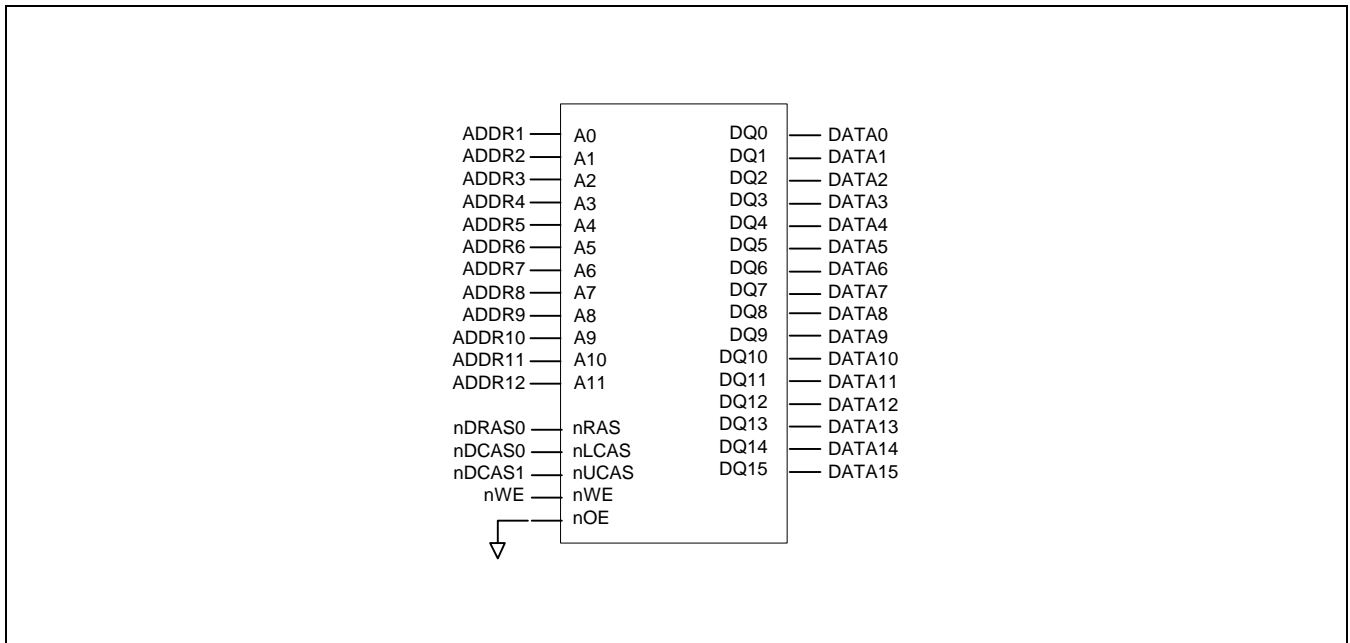 ADDR1 A0 DQ0 DATA0
ADDR2 A1 DQ1 DATA1
ADDR3 A2 DQ2 DATA2
ADDR4 A3 DQ3 DATA3
ADDR5 A4 DQ4 DATA4
ADDR6 A5 DQ5 DATA5
ADDR7 A6 DQ6 DATA6
ADDR8 A7 DQ7 DATA7
ADDR9 A8 DQ8 DATA8
ADDR10 A9 DQ9 DATA9
ADDR11 A10 DQ10 DATA10
ADDR12 A11 DQ11 DATA11
DQ12 DATA12
nDRAS0 nRAS DQ13 DATA13
nDCAS0 nLCAS DQ14 DATA14
nDCAS1 nUCAS DQ15 DATA15
nWE nWE
nOE